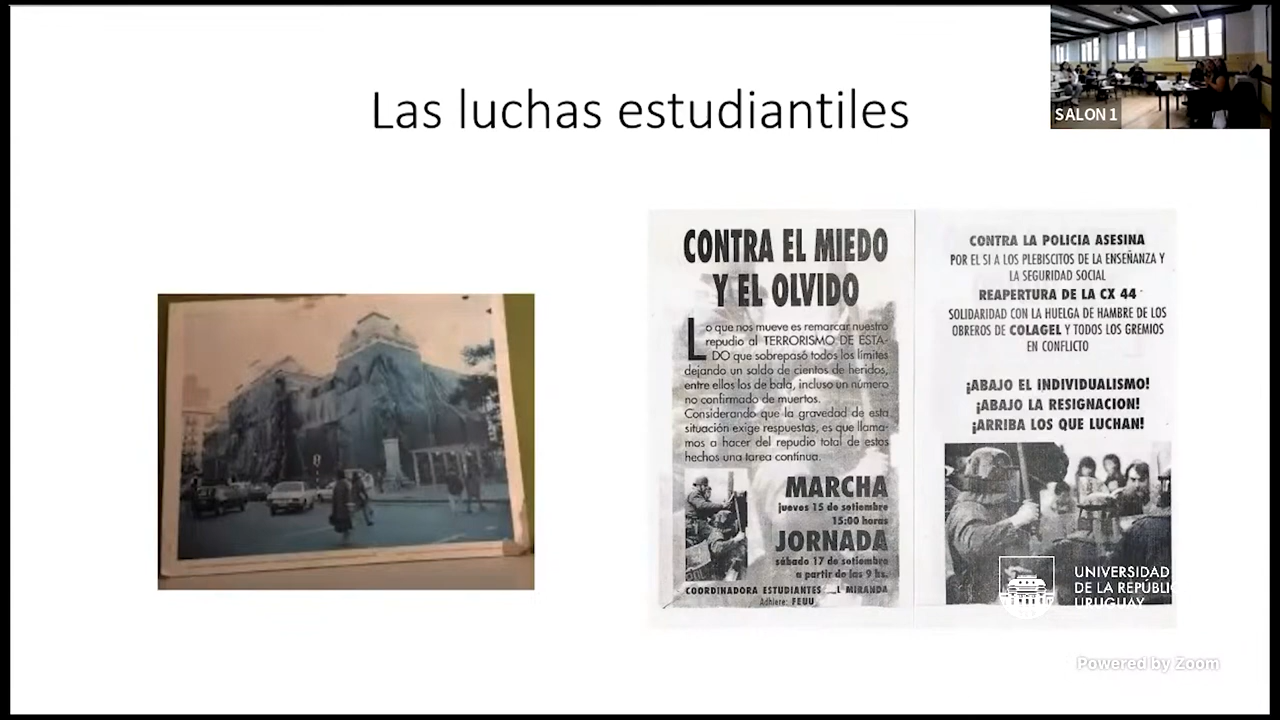 Las luchas estudiantiles
SALON 1
CONTRA EL MIEDO
Y EL OLVIDO
Lo que nos mueve es remarcar nuestro
repudio al TERRORISMO DE ESTA-
DO que sobrepasó todos los límites
dejando un saldo de cientos de heridos,
entre ellos los de bala, incluso un número
no confirmado de muertos.
Considerando que la gravedad de esta
situación exige respuestas, es que llama-
mos a hacer del repudio total de estos
hechos una tarea contínua.
MARCHA
jueves 15 de setiembre
15:00 horas
JORNADA
sábado 17 de setiembre
a partir de las 9 hs.
COORDINADORA ESTUDIANTES MIRANDA
Adhiere: FEUU
CONTRA LA POLICIA ASESINA
POR EL SI A LOS PLEBISCITOS DE LA ENSEÑANZA Y
LA SEGURIDAD SOCIAL
REAPERTURA DE LA CX 44
SOLIDARIDAD CON LA HUELGA DE HAMBRE DE LOS
OBREROS DE COLAGEL Y TODOS LOS GREMIOS
EN CONFLICTO
¡ABAJO EL INDIVIDUALISMO!
¡ABAJO LA RESIGNACION!
¡ARRIBA LOS QUE LUCHAN!
UNIVERSIDAD
DE LA REPÚBLIC
URUGUAY
Powered by Zoom